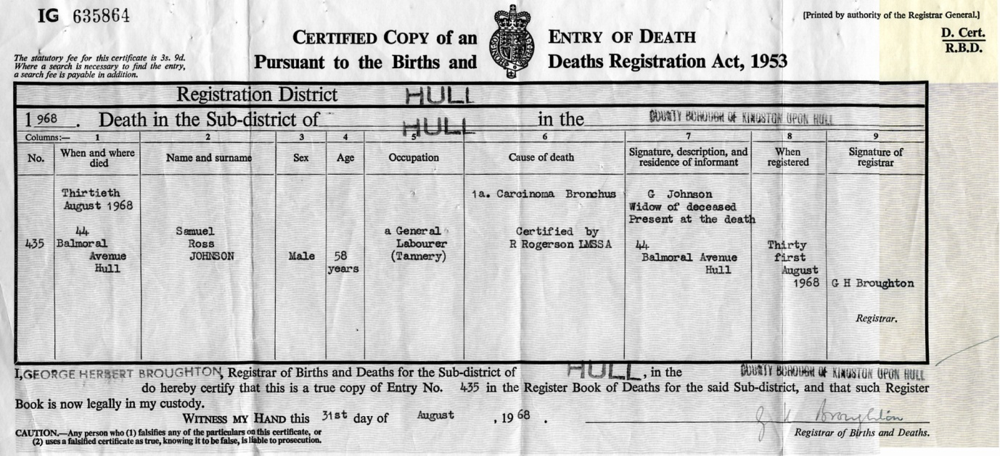 IG 635864
[Printed by authority of the Registrar General.]
CERTIFIED COPY of an ENTRY OF DEATH
D. Cert.
R.B.D.
Pursuant to the Births and Deaths Registration Act, 1953
The statutory fee for this certificate is 3s. 9d.
Where a search is necessary to find the entry,
a search fee is payable in addition.
Registration District HULL
1968. Death in the Sub-district of HULL in the COUNTY BOROUGH OF KINGSTON UPON HULL
Columns:— 1 2 3 4 5 6 7 8 9
No.
When and where
died
Name and surname
Sex
Age
Occupation
Cause of death
Signature, description, and
residence of informant
When
registered
Signature of
registrar
435
Thirtieth
August 1968
44
Balmoral
Avenue
Hull
Samuel
Ross
JOHNSON
Male
58
years
a General
Labourer
(Tannery)
1a. Carcinoma Bronchus
Certified by
R Rogerson LMSSA
G Johnson
Widow of deceased
Present at the death
44
Balmoral Avenue
Hull
Thirty
first
August
1968
G H Broughton
Registrar.
I, GEORGE HERBERT BROUGHTON, Registrar of Births and Deaths for the Sub-district of HULL, in the COUNTY BOROUGH OF KINGSTON UPON HULL
do hereby certify that this is a true copy of Entry No. 435 in the Register Book of Deaths for the said Sub-district, and that such Register
Book is now legally in my custody.
WITNESS MY HAND this 31st day of August, 1968.
G H Broughton
CAUTION.—Any person who (1) falsifies any of the particulars on this certificate, or
(2) uses a falsified certificate as true, knowing it to be false, is liable to prosecution.
Registrar of Births and Deaths.